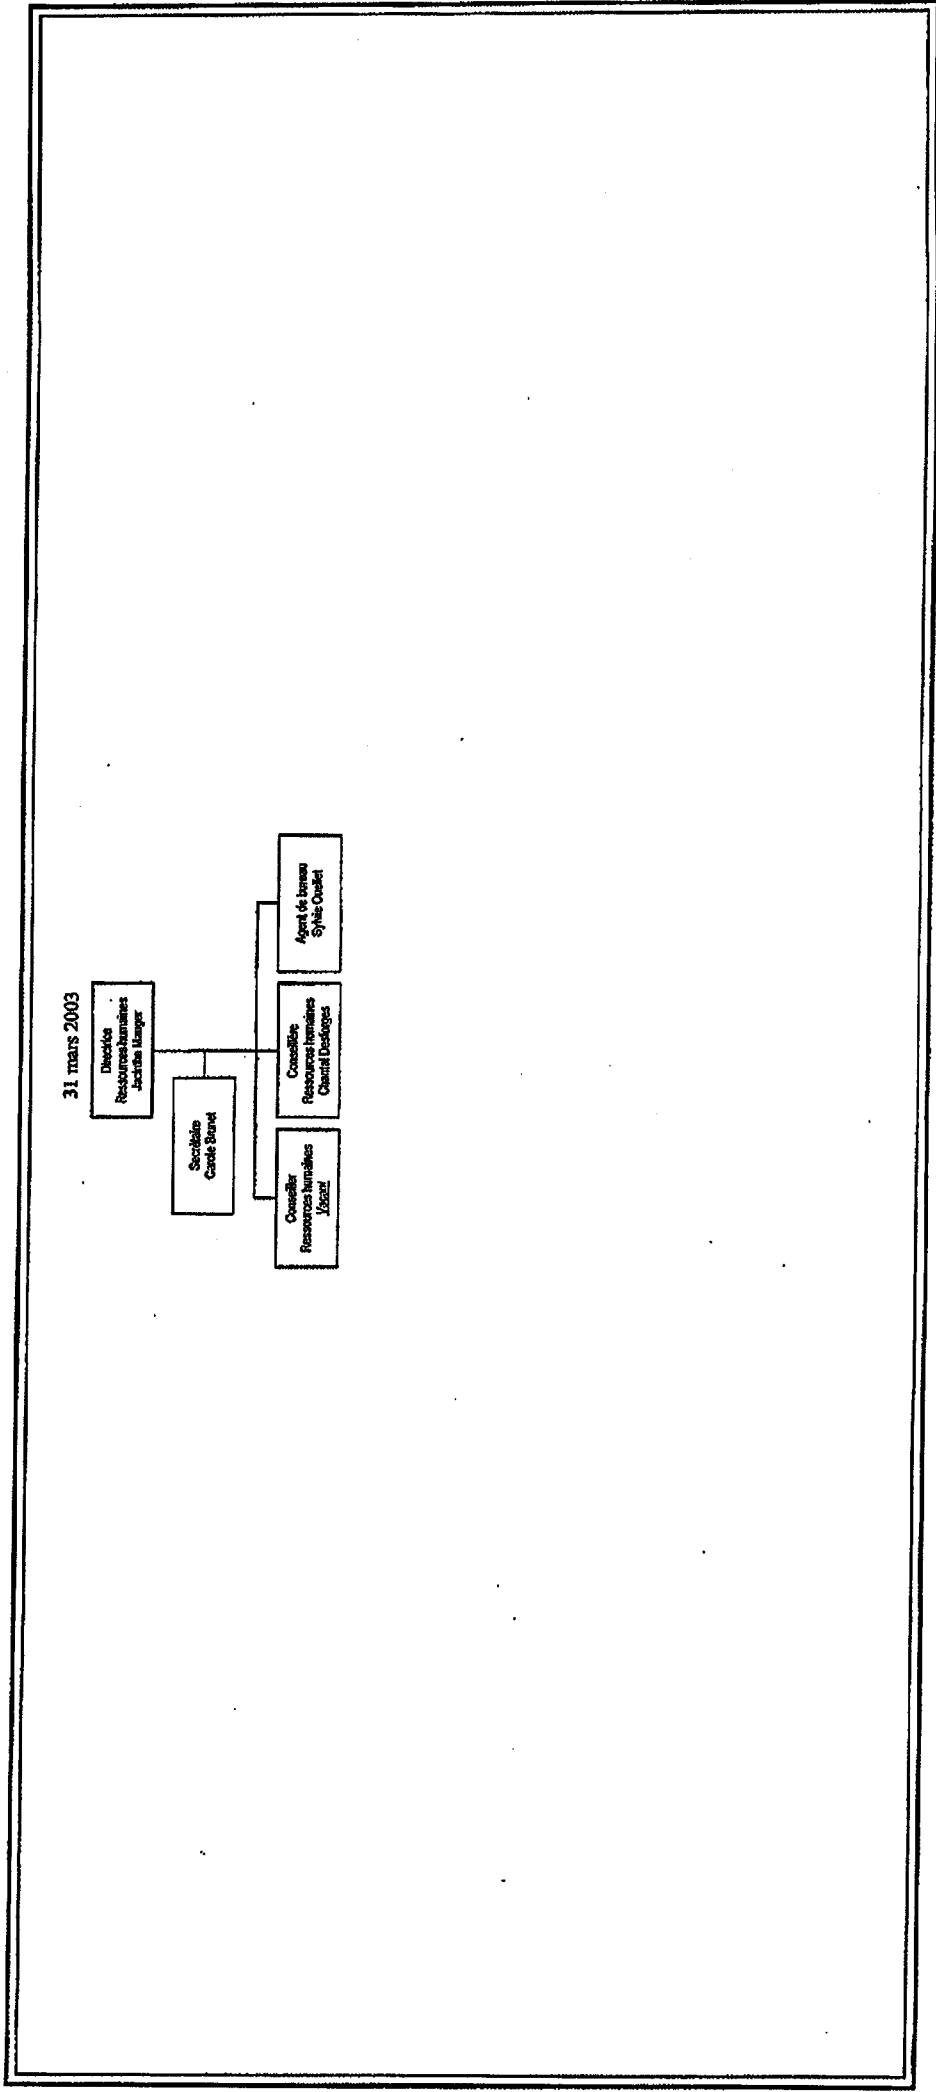 31 mars 2003
Directrice
Ressources humaines
Jacinthe Mauger
Secrétaire
Carole Brunet
Conseiller
Ressources humaines
Vacant
Conseillère
Ressources humaines
Chantal Desforges
Agent de bureau
Sylvie Ouellet